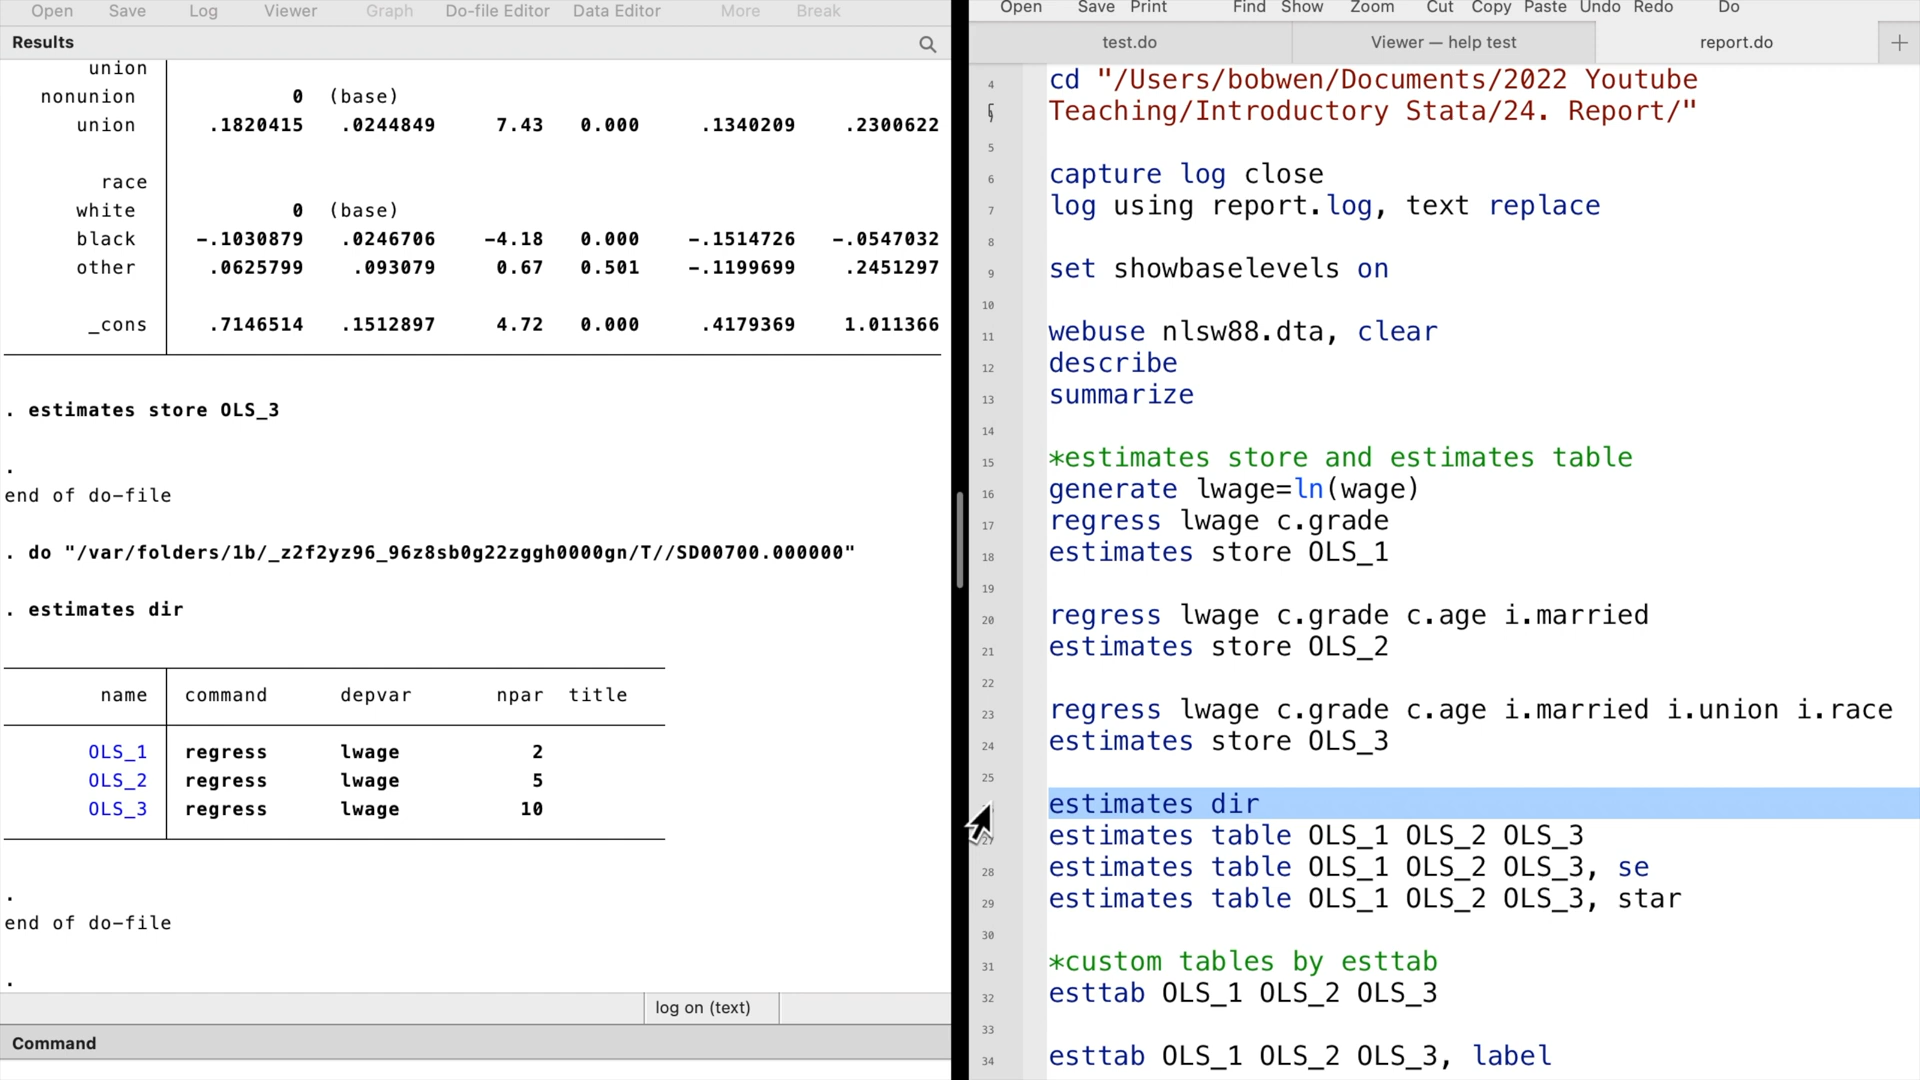 Open Save Log Viewer Graph Do-file Editor Data Editor More Break
Results
union
nonunion 0 (base)
union .1820415 .0244849 7.43 0.000 .1340209 .2300622
race
white 0 (base)
black -.1030879 .0246706 -4.18 0.000 -.1514726 -.0547032
other .0625799 .093079 0.67 0.501 -.1199699 .2451297
_cons .7146514 .1512897 4.72 0.000 .4179369 1.011366
. estimates store OLS_3
.
end of do-file
. do "/var/folders/1b/_z2f2yz96_96z8sb0g22zggh0000gn/T//SD00700.000000"
. estimates dir
name command depvar npar title
OLS_1 regress lwage 2
OLS_2 regress lwage 5
OLS_3 regress lwage 10
.
end of do-file
.
log on (text)
Command
Open Save Print Find Show Zoom Cut Copy Paste Undo Redo Do
test.do Viewer — help test report.do +
4 cd "/Users/bobwen/Documents/2022 Youtube
Teaching/Introductory Stata/24. Report/"
5
6 capture log close
7 log using report.log, text replace
8
9 set showbaselevels on
10
11 webuse nlsw88.dta, clear
12 describe
13 summarize
14
15 *estimates store and estimates table
16 generate lwage=ln(wage)
17 regress lwage c.grade
18 estimates store OLS_1
19
20 regress lwage c.grade c.age i.married
21 estimates store OLS_2
22
23 regress lwage c.grade c.age i.married i.union i.race
24 estimates store OLS_3
25
estimates dir
27 estimates table OLS_1 OLS_2 OLS_3
28 estimates table OLS_1 OLS_2 OLS_3, se
29 estimates table OLS_1 OLS_2 OLS_3, star
30
31 *custom tables by esttab
32 esttab OLS_1 OLS_2 OLS_3
33
34 esttab OLS_1 OLS_2 OLS_3, label